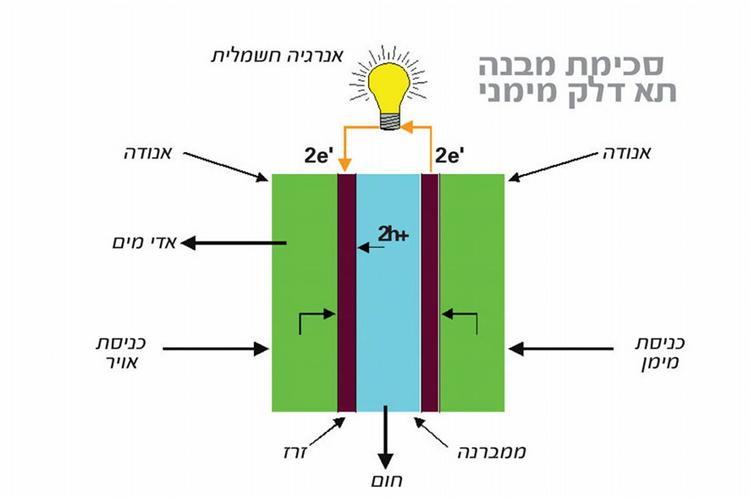 סכימת מבנה
תא דלק מימני
אנרגיה חשמלית
2e'
2e'
אנודה
אנודה
2h+
אדי מים
כניסת
מימן
כניסת
אויר
ממברנה
זרז
חום